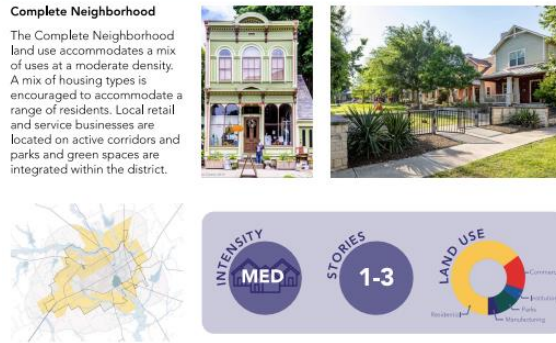 Complete Neighborhood
The Complete Neighborhood
land use accommodates a mix
of uses at a moderate density.
A mix of housing types is
encouraged to accommodate a
range of residents. Local retail
and service businesses are
located on active corridors and
parks and green spaces are
integrated within the district.
INTENSITY
MED
STORIES
1-3
LAND USE
Residential
Parks
Manufacturing